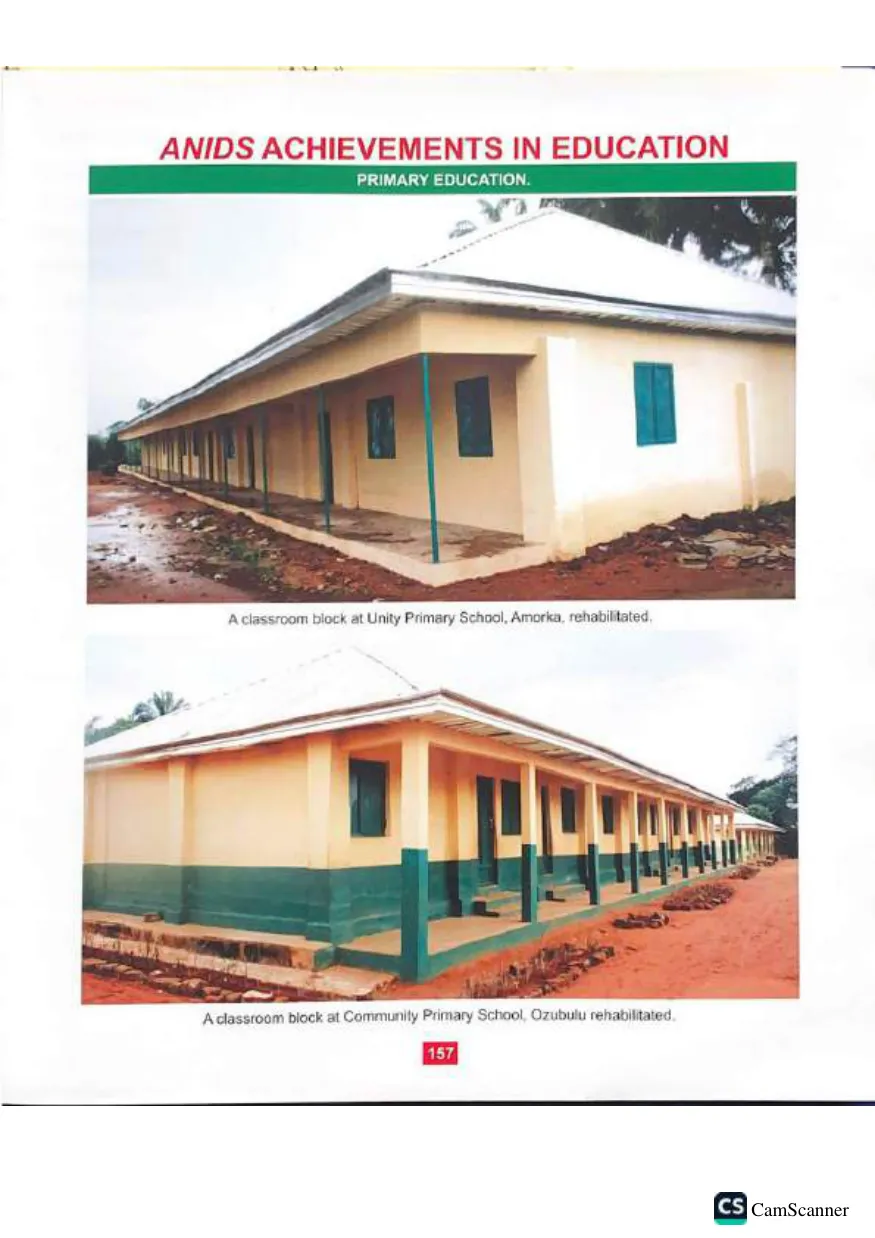 ANIDS ACHIEVEMENTS IN EDUCATION
PRIMARY EDUCATION.
A classroom block at Unity Primary School, Amorka, rehabilitated.
A classroom block at Community Primary School, Ozubulu rehabilitated.
157
CS CamScanner